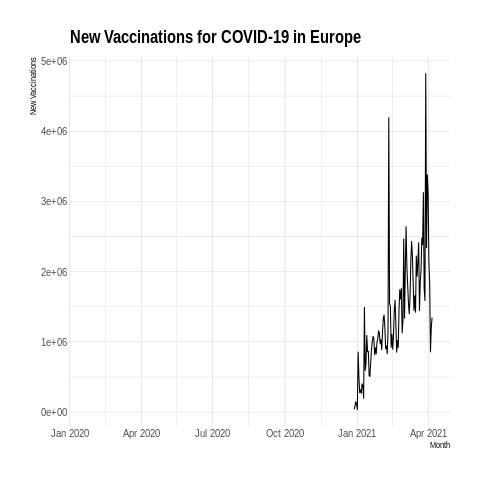 New Vaccinations for COVID-19 in Europe
New Vaccinations
5e+06
4e+06
3e+06
2e+06
1e+06
0e+00
Jan 2020 Apr 2020 Jul 2020 Oct 2020 Jan 2021 Apr 2021
Month